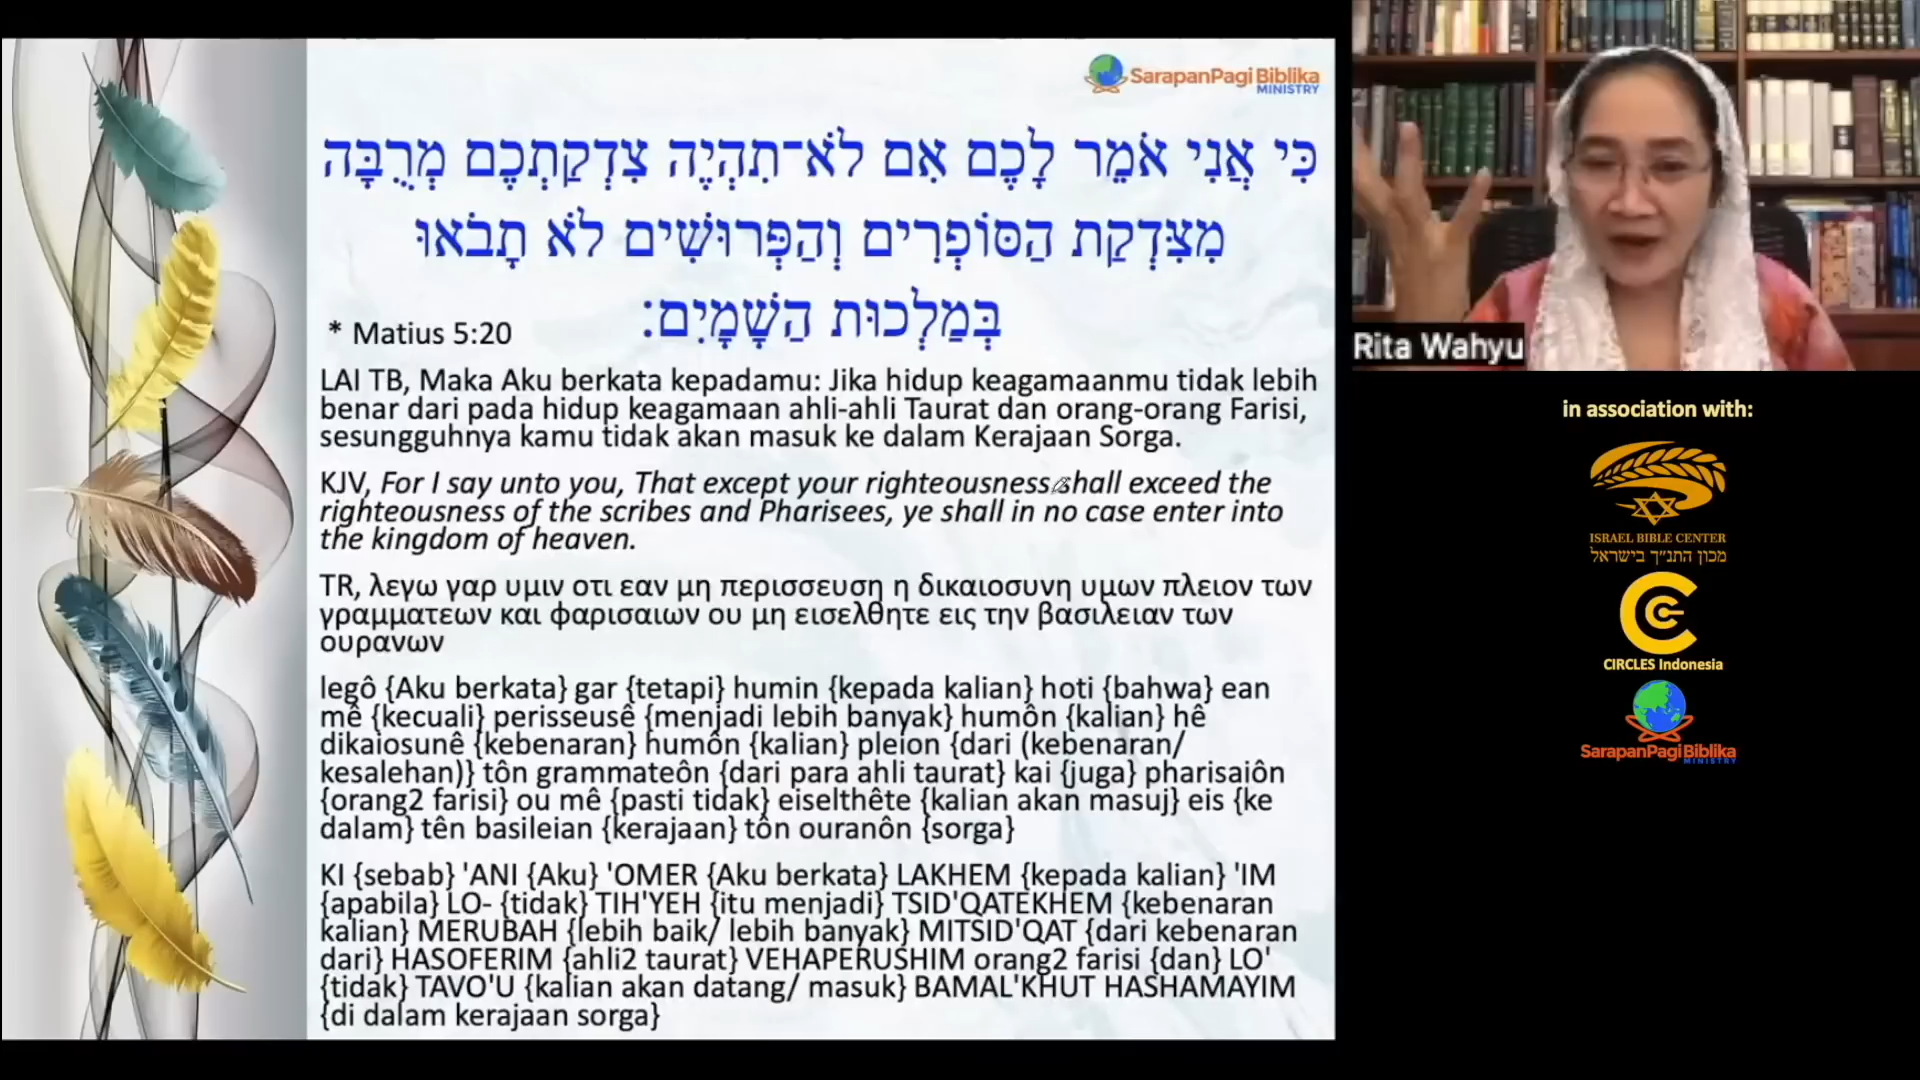 SarapanPagi Biblika
MINISTRY
כִּי אֲנִי אֹמֵר לָכֶם אִם לֹא־תִהְיֶה צִדְקַתְכֶם מְרֻבָּה
מִצִּדְקַת הַסּוֹפְרִים וְהַפְּרוּשִׁים לֹא תָבֹאוּ
בְּמַלְכוּת הַשָּׁמָיִם׃
* Matius 5:20
LAI TB, Maka Aku berkata kepadamu: Jika hidup keagamaanmu tidak lebih
benar dari pada hidup keagamaan ahli-ahli Taurat dan orang-orang Farisi,
sesungguhnya kamu tidak akan masuk ke dalam Kerajaan Sorga.
KJV, For I say unto you, That except your righteousness shall exceed the
righteousness of the scribes and Pharisees, ye shall in no case enter into
the kingdom of heaven.
TR, λεγω γαρ υμιν οτι εαν μη περισσευση η δικαιοσυνη υμων πλειον των
γραμματεων και φαρισαιων ου μη εισελθητε εις την βασιλειαν των
ουρανων
legô {Aku berkata} gar {tetapi} humin {kepada kalian} hoti {bahwa} ean
mê {kecuali} perisseusê {menjadi lebih banyak} humôn {kalian} hê
dikaiosunê {kebenaran} humôn {kalian} pleion {dari (kebenaran/
kesalehan)} tôn grammateôn {dari para ahli taurat} kai {juga} pharisaiôn
{orang2 farisi} ou mê {pasti tidak} eiselthête {kalian akan masuj} eis {ke
dalam} tên basileian {kerajaan} tôn ouranôn {sorga}
KI {sebab} 'ANI {Aku} 'OMER {Aku berkata} LAKHEM {kepada kalian} 'IM
{apabila} LO- {tidak} TIH'YEH {itu menjadi} TSID'QATEKHEM {kebenaran
kalian} MERUBAH {lebih baik/ lebih banyak} MITSID'QAT {dari kebenaran
dari} HASOFERIM {ahli2 taurat} VEHAPERUSHIM orang2 farisi {dan} LO'
{tidak} TAVO'U {kalian akan datang/ masuk} BAMAL'KHUT HASHAMAYIM
{di dalam kerajaan sorga}
Rita Wahyu
in association with:
ISRAEL BIBLE CENTER
מכון התנ״ך בישראל
CIRCLES Indonesia
SarapanPagi Biblika
MINISTRY